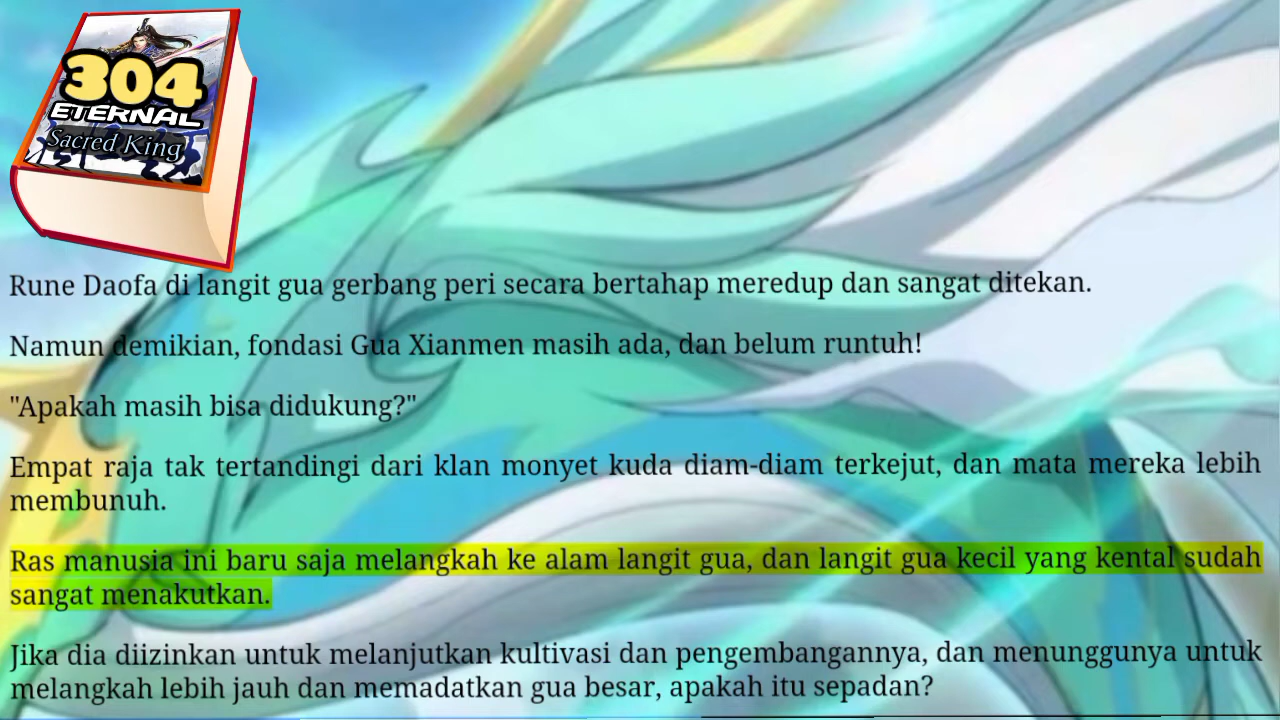 304
ETERNAL
Sacred King
Rune Daofa di langit gua gerbang peri secara bertahap meredup dan sangat ditekan.
Namun demikian, fondasi Gua Xianmen masih ada, dan belum runtuh!
"Apakah masih bisa didukung?"
Empat raja tak tertandingi dari klan monyet kuda diam-diam terkejut, dan mata mereka lebih
membunuh.
Ras manusia ini baru saja melangkah ke alam langit gua, dan langit gua kecil yang kental sudah
sangat menakutkan.
Jika dia diizinkan untuk melanjutkan kultivasi dan pengembangannya, dan menunggunya untuk
melangkah lebih jauh dan memadatkan gua besar, apakah itu sepadan?